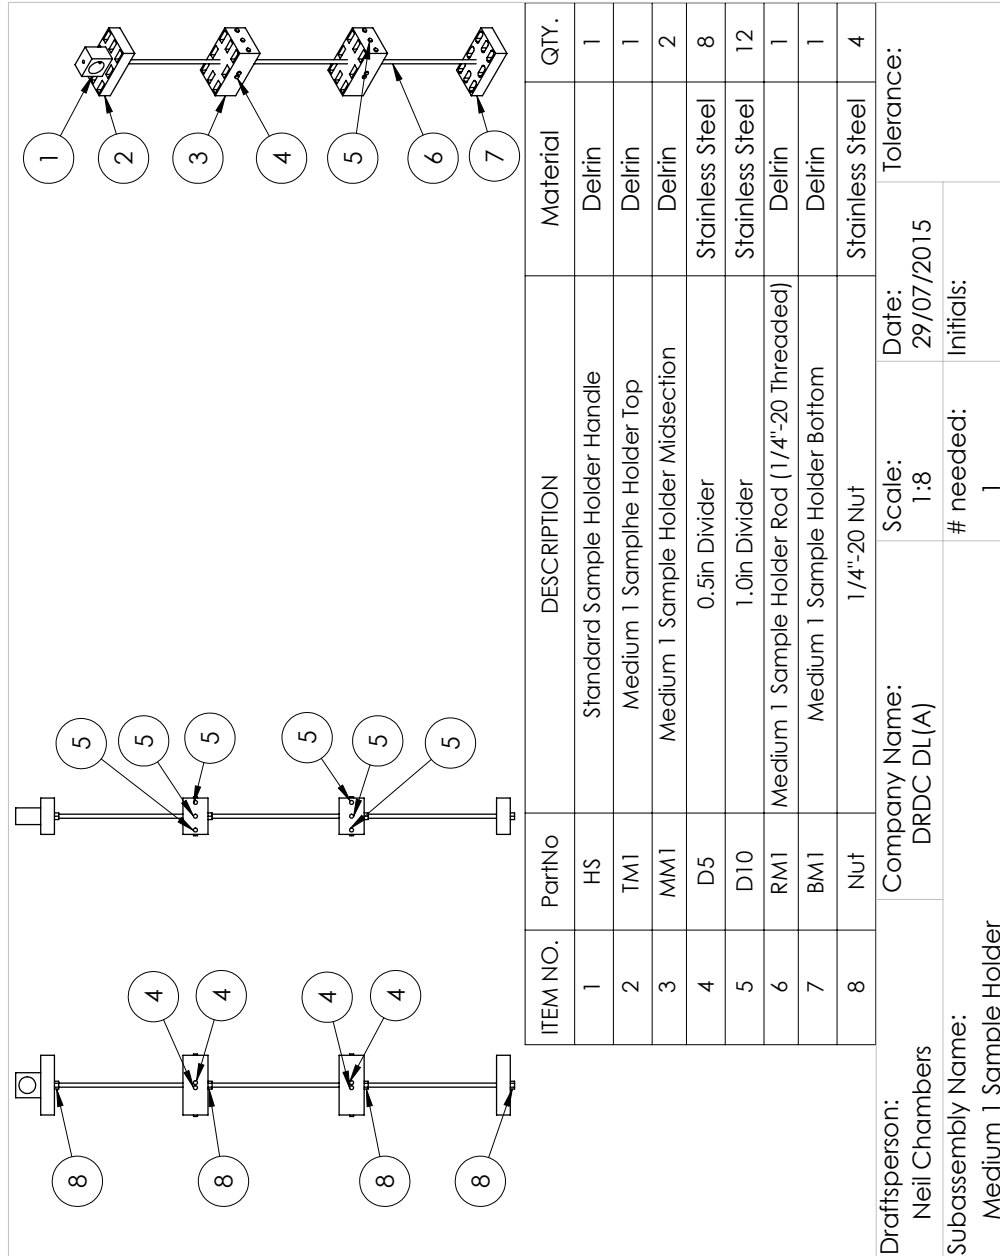 8
8
8
8
4
4
4
4
5
5
5
5
5
5
1
2
3
4
5
6
7
ITEM NO. PartNo DESCRIPTION Material QTY.
1 HS Standard Sample Holder Handle Delrin 1
2 TM1 Medium 1 Samplhe Holder Top Delrin 1
3 MM1 Medium 1 Sample Holder Midsection Delrin 2
4 D5 0.5in Divider Stainless Steel 8
5 D10 1.0in Divider Stainless Steel 12
6 RM1 Medium 1 Sample Holder Rod (1/4"-20 Threaded) Delrin 1
7 BM1 Medium 1 Sample Holder Bottom Delrin 1
8 Nut 1/4"-20 Nut Stainless Steel 4
Draftsperson: Company Name: Scale: Date: Tolerance:
Neil Chambers DRDC DL(A) 1:8 29/07/2015
Subassembly Name: # needed: Initials:
Medium 1 Sample Holder 1